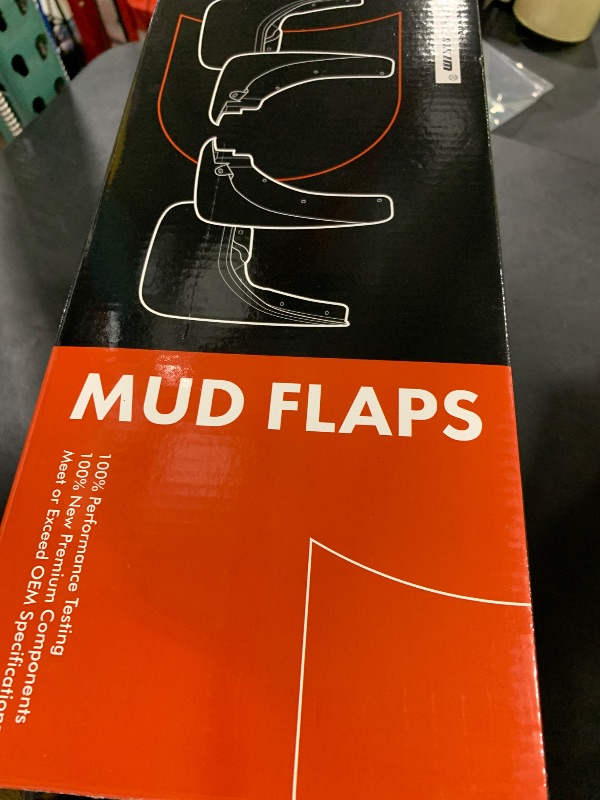 MUD FLAPS
100% Performance Testing
100% New Premium Components
Meet or Exceed OEM Specifications